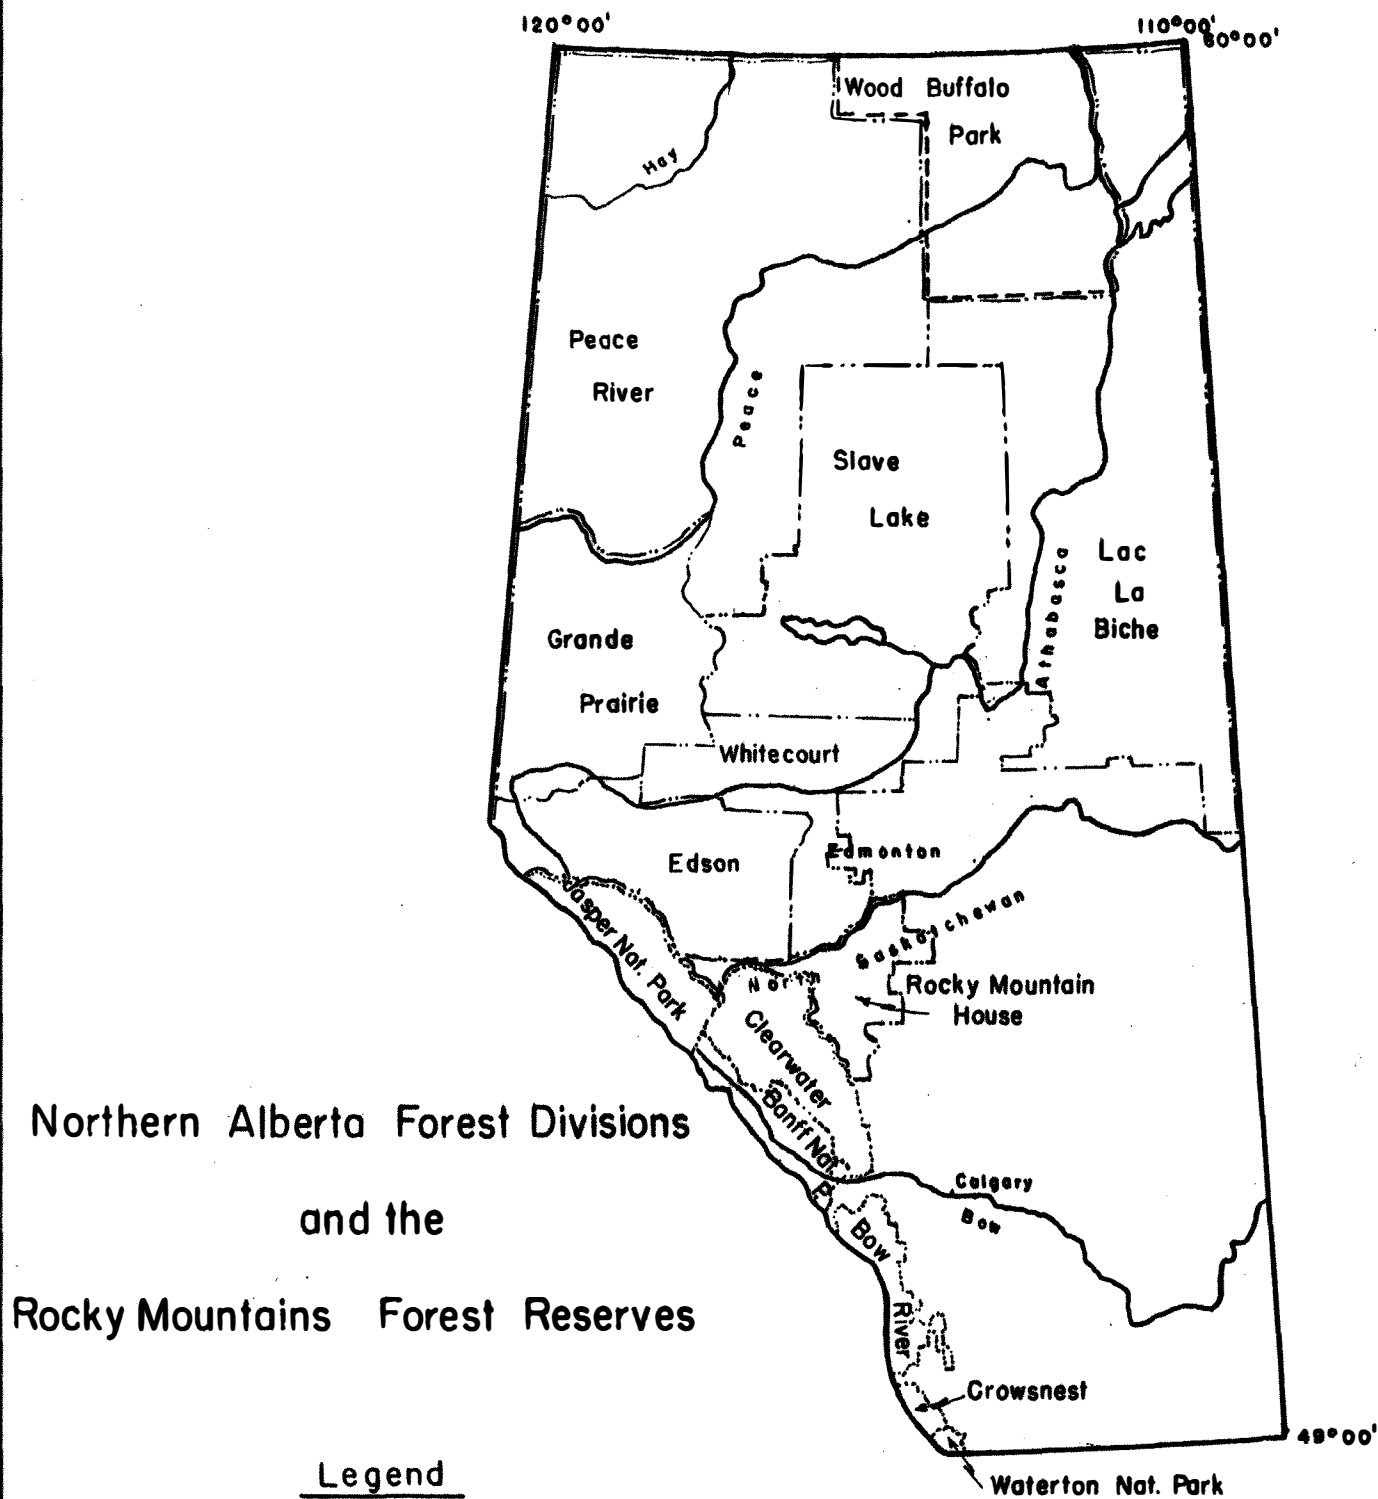 120°00'
110°00'
60°00'
Wood Buffalo
Park
Hay
Peace
River
Peace
Slave
Lake
Lac
La
Biche
Athabasca
Grande
Prairie
Whitecourt
Edson
Edmonton
Jasper Nat. Park
North
Saskatchewan
Rocky Mountain
House
Clearwater
Banff Nat.
P.
Calgary
Bow
Bow
River
Crowsnest
Waterton Nat. Park
49°00'
Northern Alberta Forest Divisions
and the
Rocky Mountains Forest Reserves
Legend